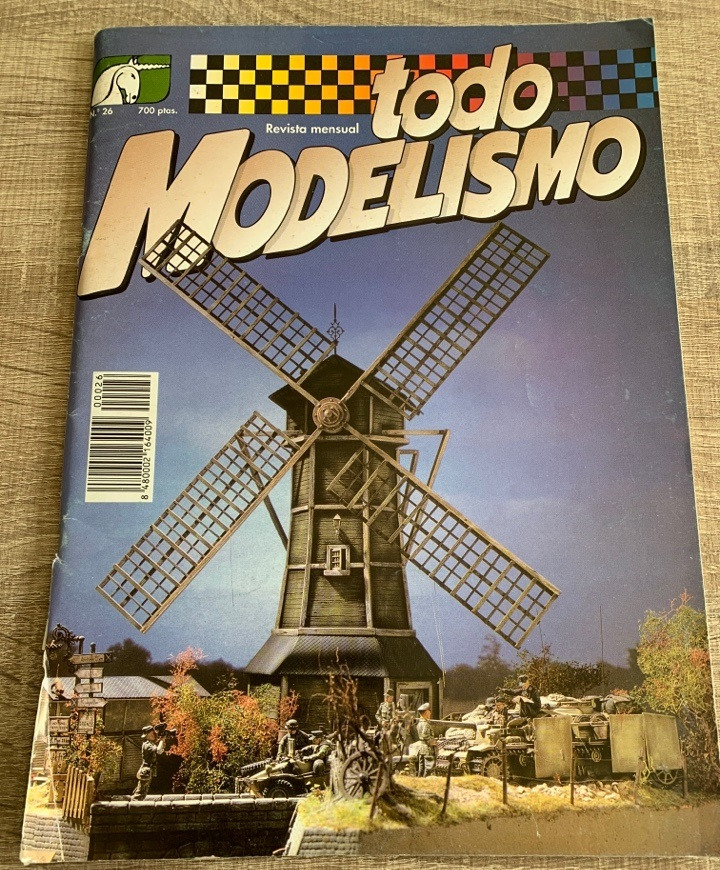 N.° 26 700 ptas.
todo
Revista mensual
MODELISMO
00026
8 480002 164009